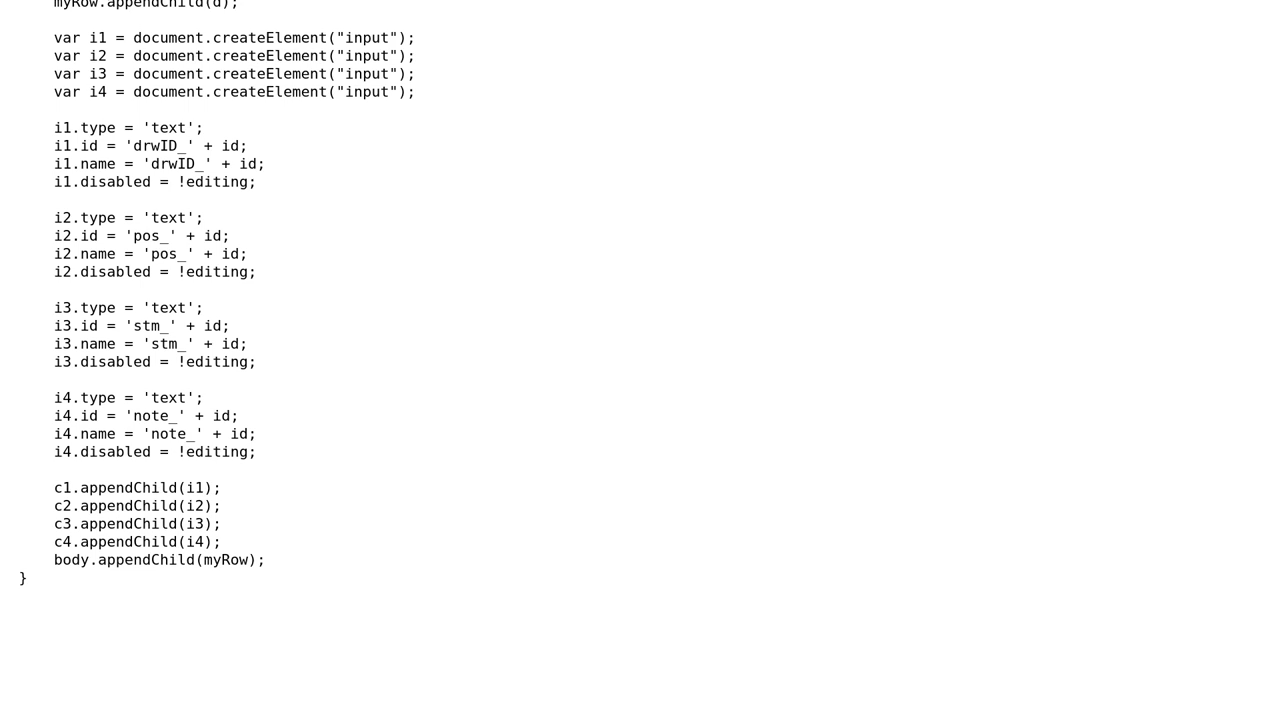 myRow.appendChild(d);
var i1 = document.createElement("input");
var i2 = document.createElement("input");
var i3 = document.createElement("input");
var i4 = document.createElement("input");
i1.type = 'text';
i1.id = 'drwID_' + id;
i1.name = 'drwID_' + id;
i1.disabled = !editing;
i2.type = 'text';
i2.id = 'pos_' + id;
i2.name = 'pos_' + id;
i2.disabled = !editing;
i3.type = 'text';
i3.id = 'stm_' + id;
i3.name = 'stm_' + id;
i3.disabled = !editing;
i4.type = 'text';
i4.id = 'note_' + id;
i4.name = 'note_' + id;
i4.disabled = !editing;
c1.appendChild(i1);
c2.appendChild(i2);
c3.appendChild(i3);
c4.appendChild(i4);
body.appendChild(myRow);
}